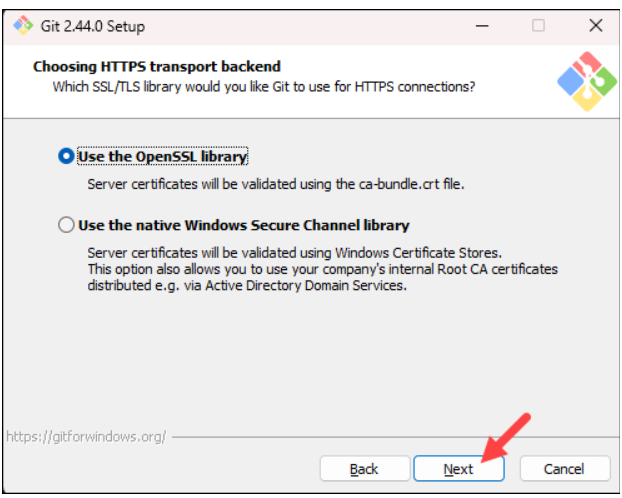 Git 2.44.0 Setup
Choosing HTTPS transport backend
Which SSL/TLS library would you like Git to use for HTTPS connections?
Use the OpenSSL library
Server certificates will be validated using the ca-bundle.crt file.
Use the native Windows Secure Channel library
Server certificates will be validated using Windows Certificate Stores.
This option also allows you to use your company's internal Root CA certificates
distributed e.g. via Active Directory Domain Services.
https://gitforwindows.org/
Back Next Cancel